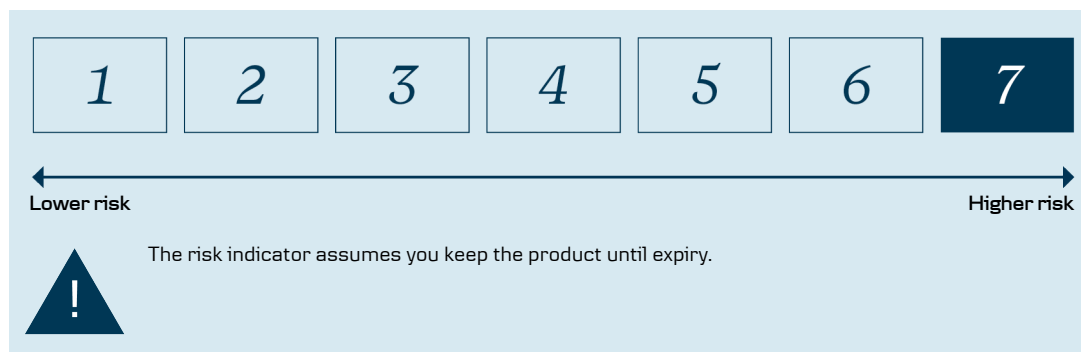 1 2 3 4 5 6 7
Lower risk Higher risk
The risk indicator assumes you keep the product until expiry.
!